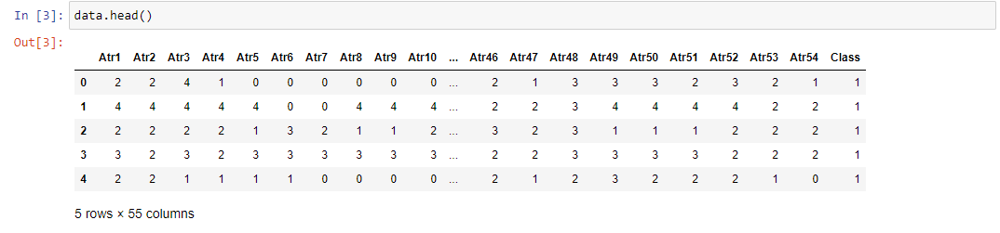 In [3]: data.head()
Out[3]:
Atr1 Atr2 Atr3 Atr4 Atr5 Atr6 Atr7 Atr8 Atr9 Atr10 ... Atr46 Atr47 Atr48 Atr49 Atr50 Atr51 Atr52 Atr53 Atr54 Class
0 2 2 4 1 0 0 0 0 0 0 ... 2 1 3 3 3 2 3 2 1 1
1 4 4 4 4 4 0 0 4 4 4 ... 2 2 3 4 4 4 4 2 2 1
2 2 2 2 2 1 3 2 1 1 2 ... 3 2 3 1 1 1 2 2 2 1
3 3 2 3 2 3 3 3 3 3 3 ... 2 2 3 3 3 3 2 2 2 1
4 2 2 1 1 1 1 0 0 0 0 ... 2 1 2 3 2 2 2 1 0 1
5 rows × 55 columns